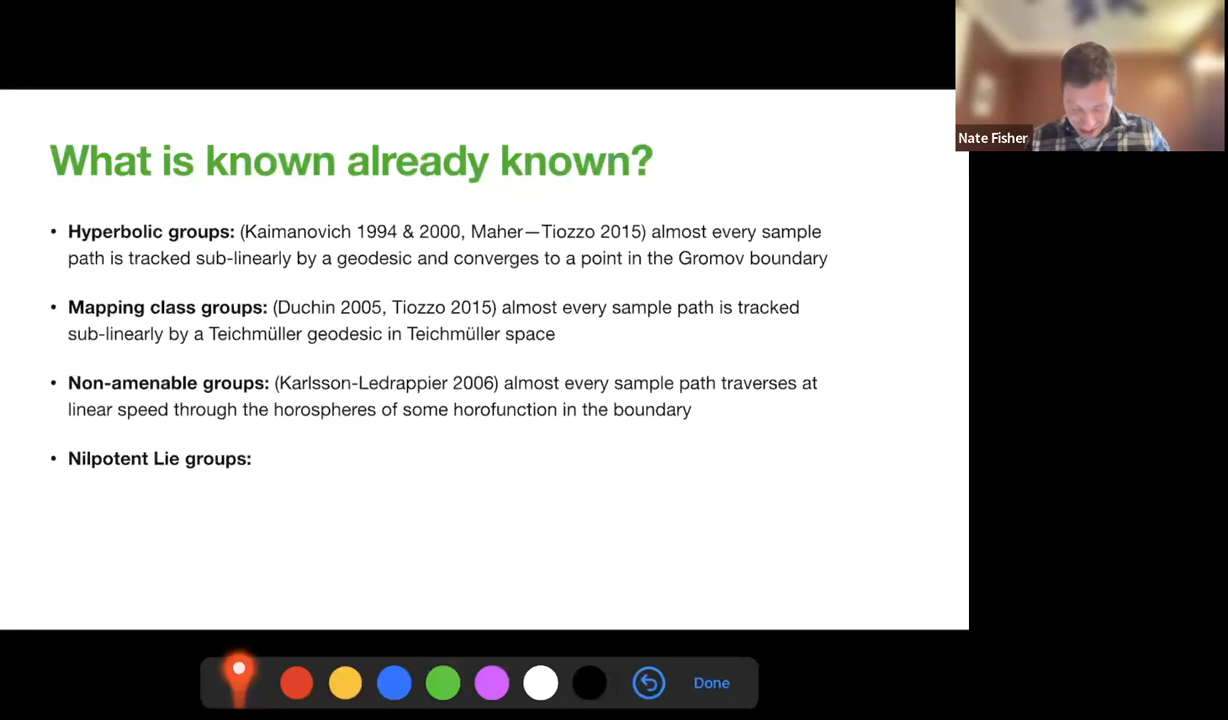 What is known already known?
• Hyperbolic groups: (Kaimanovich 1994 & 2000, Maher—Tiozzo 2015) almost every sample
path is tracked sub-linearly by a geodesic and converges to a point in the Gromov boundary
• Mapping class groups: (Duchin 2005, Tiozzo 2015) almost every sample path is tracked
sub-linearly by a Teichmüller geodesic in Teichmüller space
• Non-amenable groups: (Karlsson-Ledrappier 2006) almost every sample path traverses at
linear speed through the horospheres of some horofunction in the boundary
• Nilpotent Lie groups:
Nate Fisher
Done